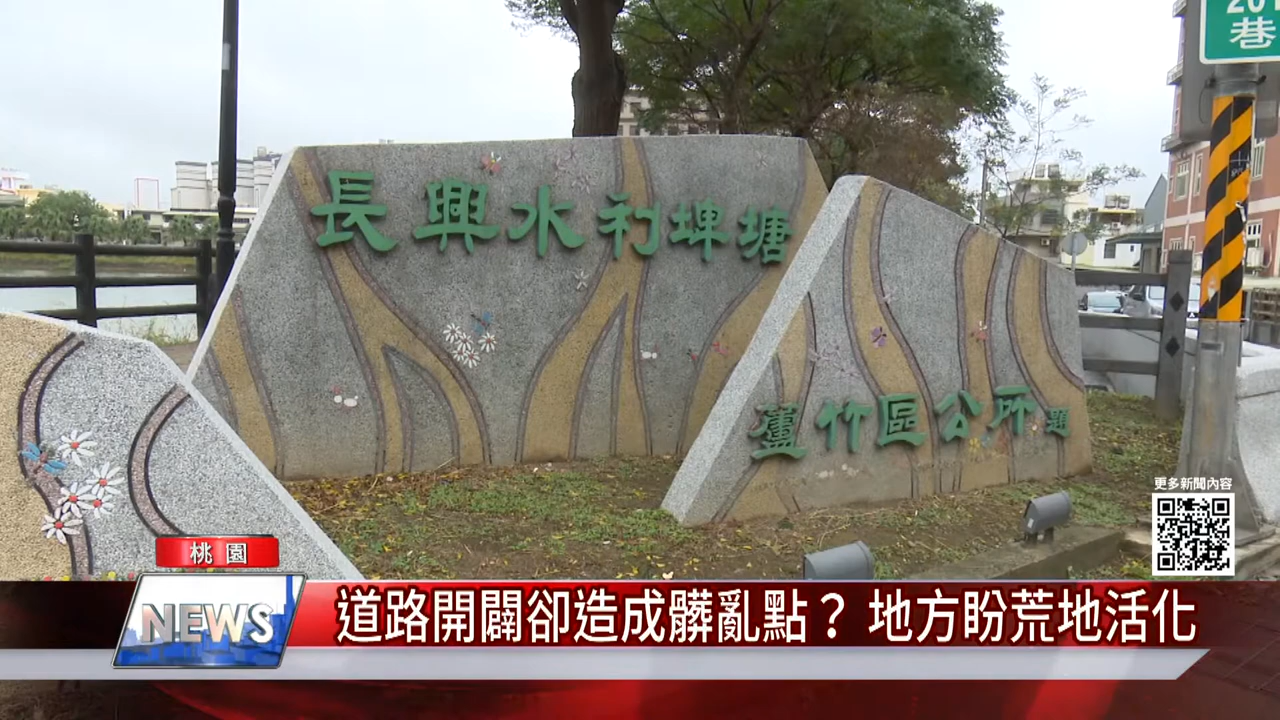 201
巷
長興水利埤塘
蘆竹區公所題
更多新聞內容
桃園
NEWS
道路開闢卻造成髒亂點？ 地方盼荒地活化